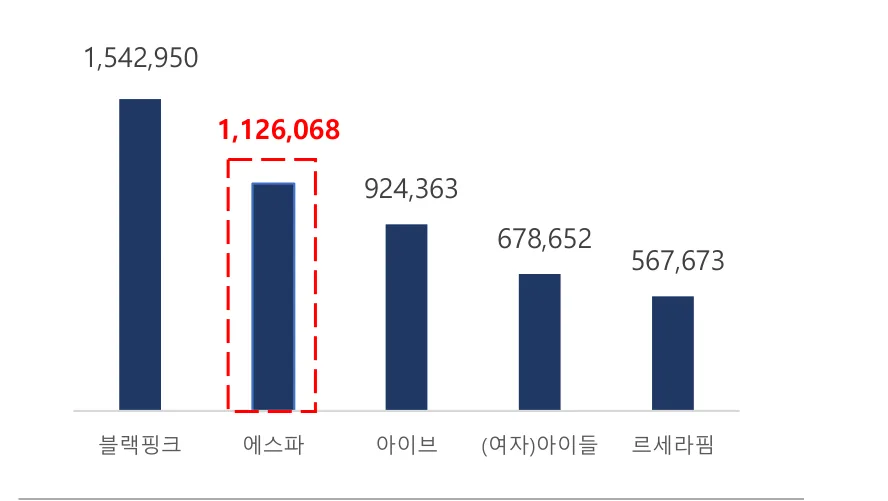 1,542,950
1,126,068
924,363
678,652
567,673
블랙핑크
에스파
아이브
(여자)아이들
르세라핌